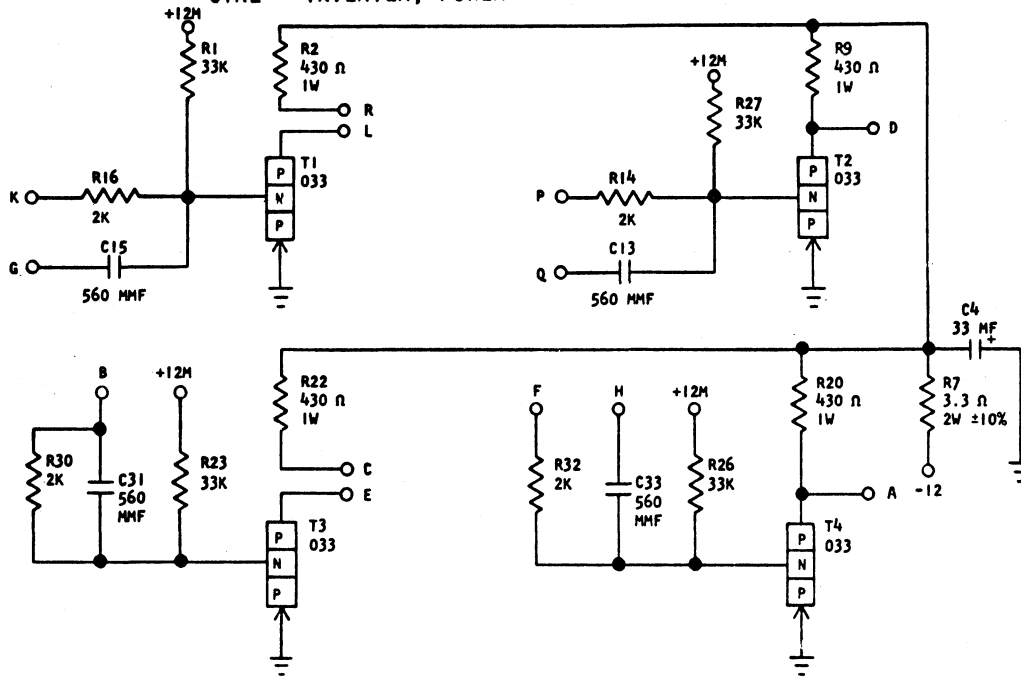 INVERTER, POWER
+12M
R1
33K
R2
430 Ω
1W
R
L
T1
033
P
N
P
K
R16
2K
G
C15
560 MMF
+12M
R27
33K
R9
430 Ω
1W
D
T2
033
P
N
P
P
R14
2K
Q
C13
560 MMF
C4
33 MF
+
R7
3.3 Ω
2W ±10%
-12
B
+12M
R30
2K
C31
560
MMF
R23
33K
R22
430 Ω
1W
C
E
T3
033
P
N
P
F
H
+12M
R32
2K
C33
560
MMF
R26
33K
R20
430 Ω
1W
A
T4
033
P
N
P